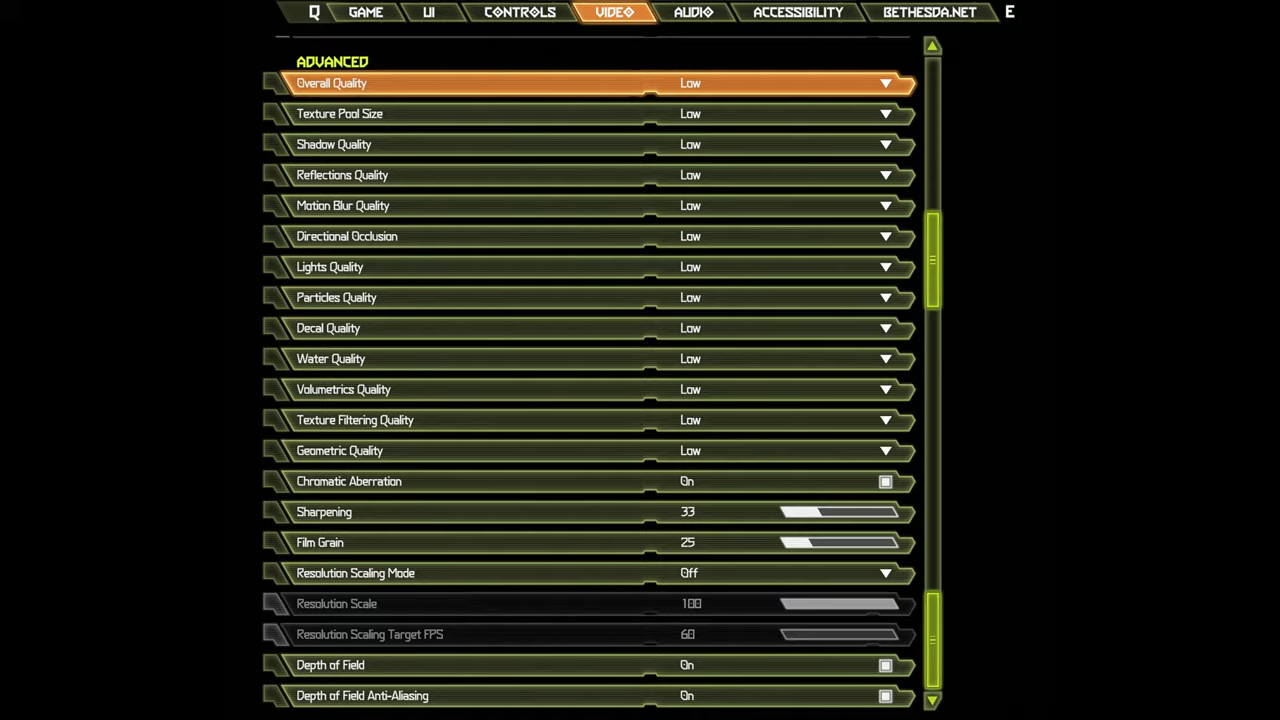 Q GAME UI CONTROLS VIDEO AUDIO ACCESSIBILITY BETHESDA.NET E
ADVANCED
Overall Quality Low
Texture Pool Size Low
Shadow Quality Low
Reflections Quality Low
Motion Blur Quality Low
Directional Occlusion Low
Lights Quality Low
Particles Quality Low
Decal Quality Low
Water Quality Low
Volumetrics Quality Low
Texture Filtering Quality Low
Geometric Quality Low
Chromatic Aberration On
Sharpening 33
Film Grain 25
Resolution Scaling Mode Off
Resolution Scale 100
Resolution Scaling Target FPS 60
Depth of Field On
Depth of Field Anti-Aliasing On